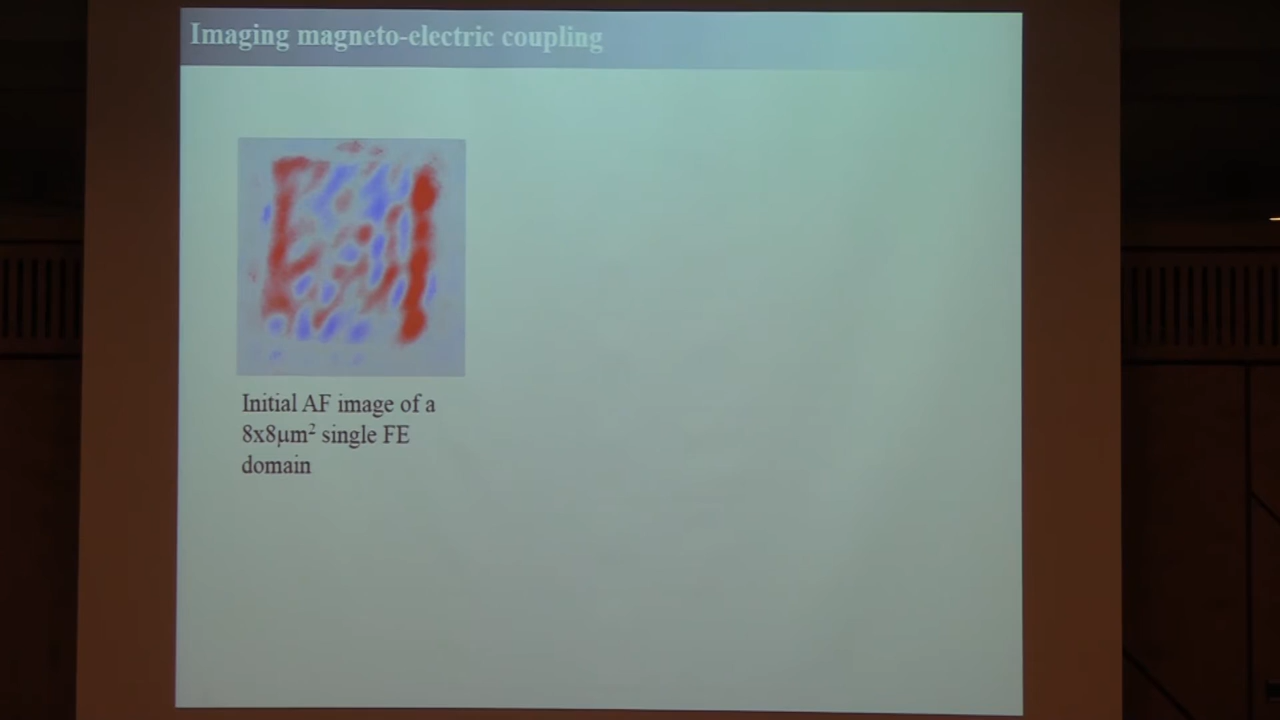 Imaging magneto-electric coupling
Initial AF image of a
8x8μm² single FE
domain